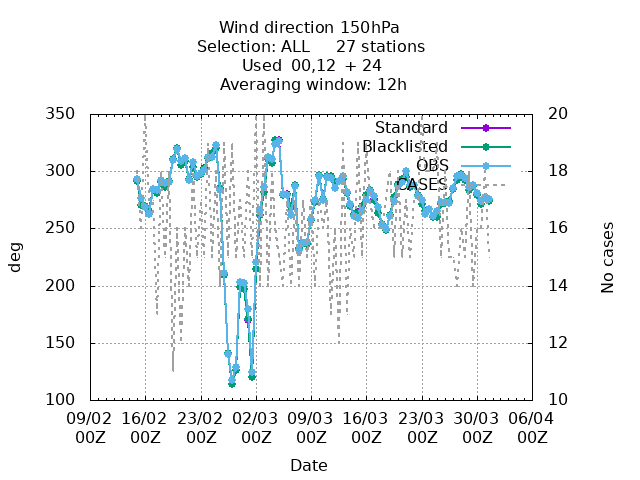 Wind direction 150hPa
Selection: ALL 27 stations
Used 00,12 + 24
Averaging window: 12h
350
300
250
200
150
100
deg
20
18
16
14
12
10
No cases
Standard
Blacklisted
OBS
CASES
09/02 16/02 23/02 02/03 09/03 16/03 23/03 30/03 06/04
00Z 00Z 00Z 00Z 00Z 00Z 00Z 00Z 00Z
Date